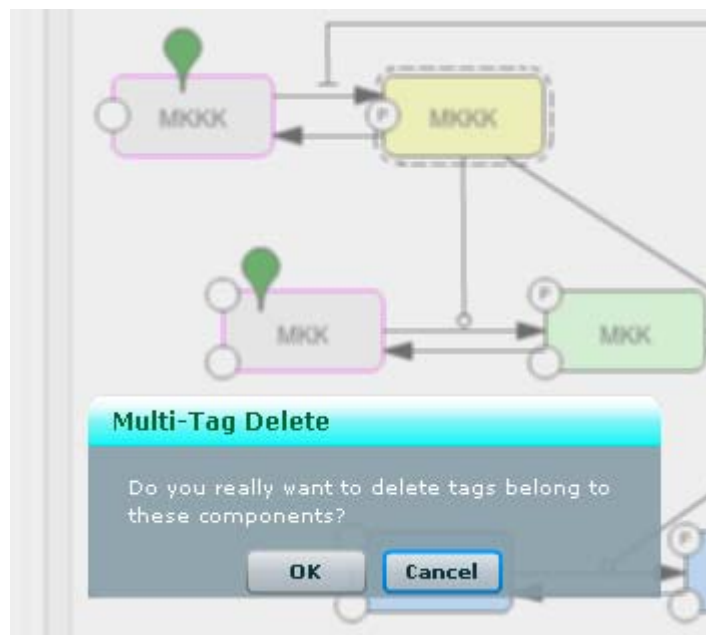 MKKK
P
MKKK
P
MKK
MKK
Multi-Tag Delete
Do you really want to delete tags belong to
these components?
P
OK
Cancel